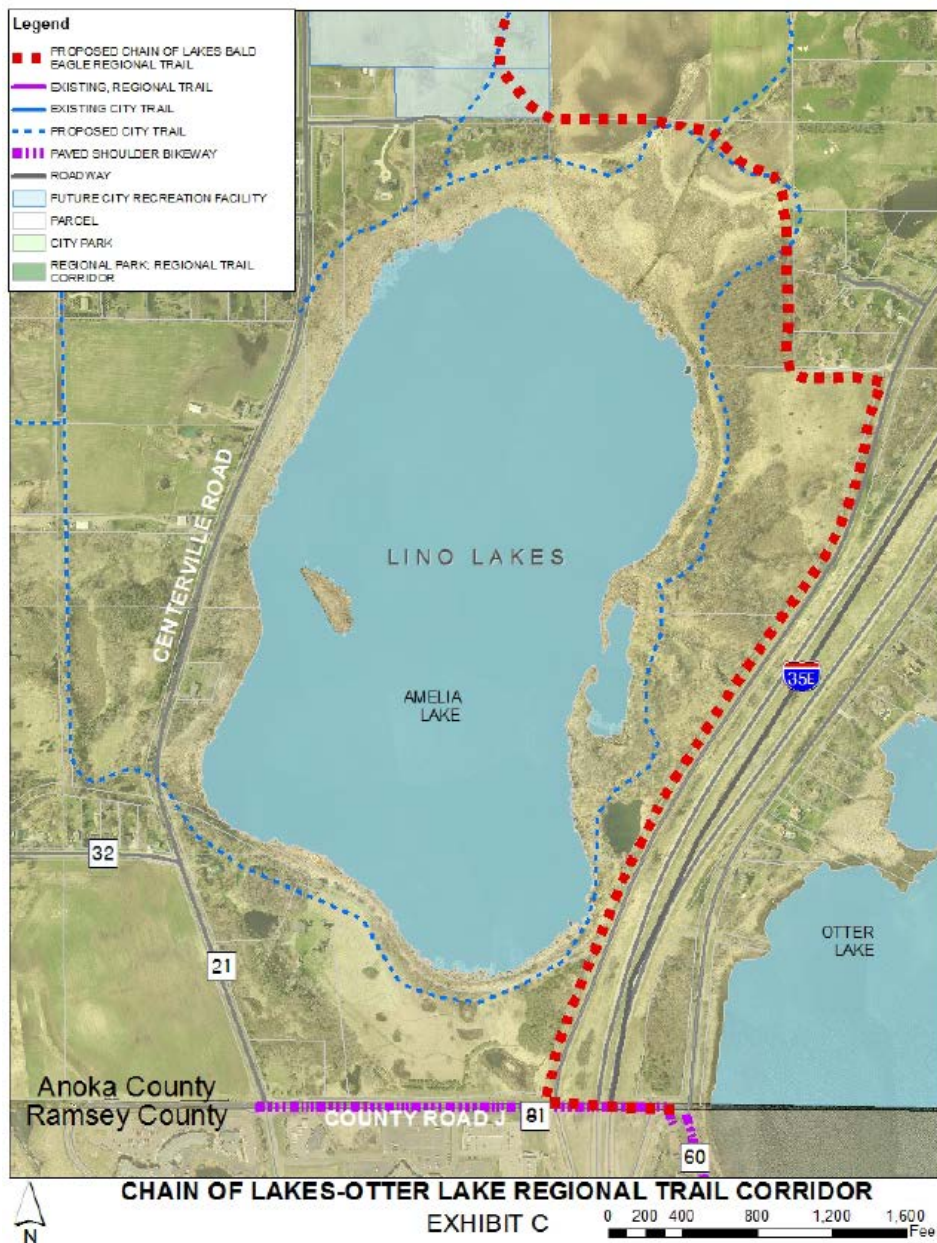 Legend
PROPOSED CHAIN OF LAKES BALD
EAGLE REGIONAL TRAIL
EXISTING, REGIONAL TRAIL
EXISTING CITY TRAIL
PROPOSED CITY TRAIL
PAVED SHOULDER BIKEWAY
ROADWAY
FUTURE CITY RECREATION FACILITY
PARCEL
CITY PARK
REGIONAL PARK: REGIONAL TRAIL
CORRIDOR
CENTERVILLE ROAD
LINO LAKES
35E
AMELIA
LAKE
32
OTTER
LAKE
21
Anoka County
Ramsey County
COUNTY ROAD J
81
60
CHAIN OF LAKES-OTTER LAKE REGIONAL TRAIL CORRIDOR
EXHIBIT C
0 200 400 800 1,200 1,600
Fee
N